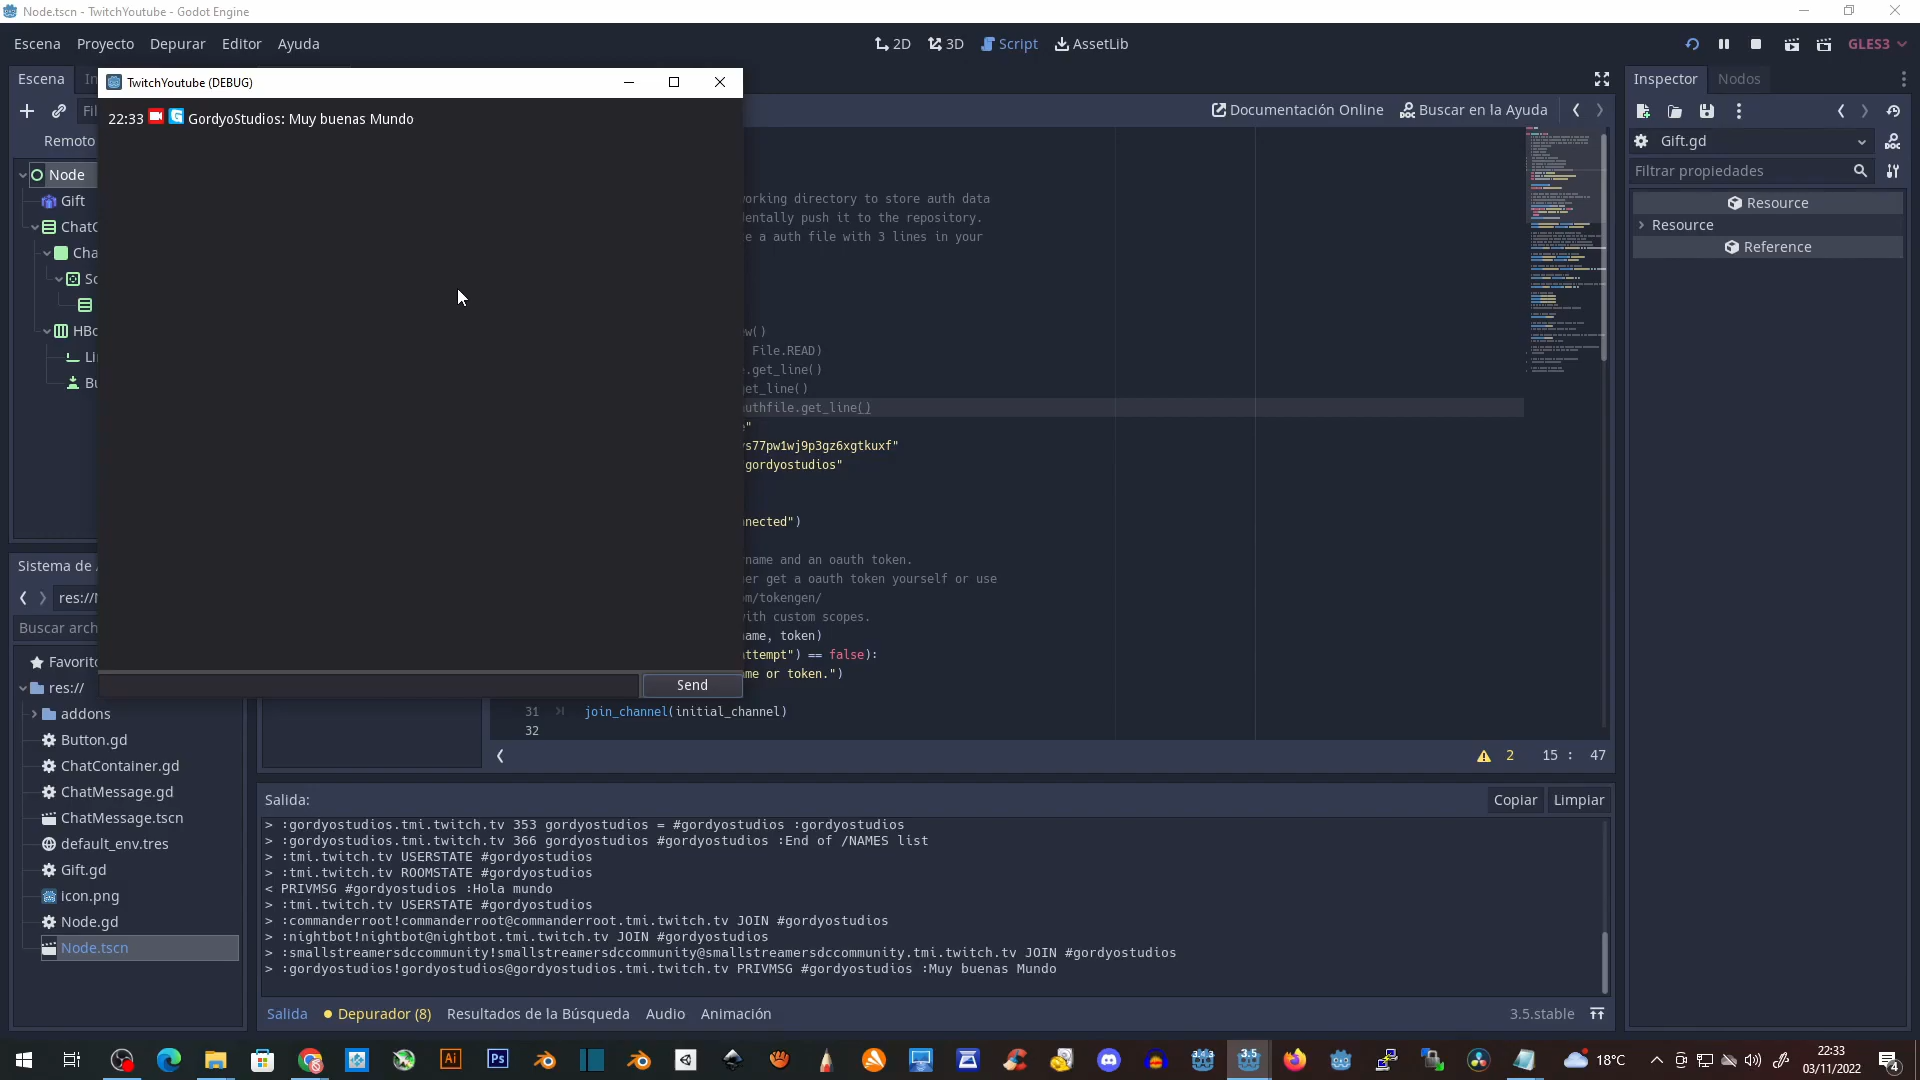 Node.tscn - TwitchYoutube - Godot Engine
Escena Proyecto Depurar Editor Ayuda
2D 3D Script AssetLib
GLES3
Escena
TwitchYoutube (DEBUG)
Inspector Nodos
22:33 GordyoStudios: Muy buenas Mundo
Documentación Online Buscar en la Ayuda
Remoto
Gift.gd
Filtrar propiedades
Node
Gift
Resource
Resource
Reference
orking directory to store auth data
dentally push it to the repository.
e a auth file with 3 lines in your
w()
File.READ)
.get_line()
get_line()
uthfile.get_line()
e"
ys77pw1wj9p3gz6xgtkuxf"
gordyostudios"
nnected")
name and an oauth token.
er get a oauth token yourself or use
om/tokengen/
with custom scopes.
ame, token)
ttempt") == false):
me or token.")
31 join_channel(initial_channel)
32
Send
2 15 : 47
Sistema de
res://
Buscar arch
Favorito
res://
addons
Button.gd
ChatContainer.gd
ChatMessage.gd
ChatMessage.tscn
default_env.tres
Gift.gd
icon.png
Node.gd
Node.tscn
Salida:
Copiar Limpiar
> :gordyostudios.tmi.twitch.tv 353 gordyostudios = #gordyostudios :gordyostudios
> :gordyostudios.tmi.twitch.tv 366 gordyostudios #gordyostudios :End of /NAMES list
> :tmi.twitch.tv USERSTATE #gordyostudios
> :tmi.twitch.tv ROOMSTATE #gordyostudios
< PRIVMSG #gordyostudios :Hola mundo
> :tmi.twitch.tv USERSTATE #gordyostudios
> :commanderroot!commanderroot@commanderroot.tmi.twitch.tv JOIN #gordyostudios
> :nightbot!nightbot@nightbot.tmi.twitch.tv JOIN #gordyostudios
> :smallstreamersdccommunity!smallstreamersdccommunity@smallstreamersdccommunity.tmi.twitch.tv JOIN #gordyostudios
> :gordyostudios!gordyostudios@gordyostudios.tmi.twitch.tv PRIVMSG #gordyostudios :Muy buenas Mundo
Salida Depurador (8) Resultados de la Búsqueda Audio Animación
3.5.stable
18°C
22:33
03/11/2022
4